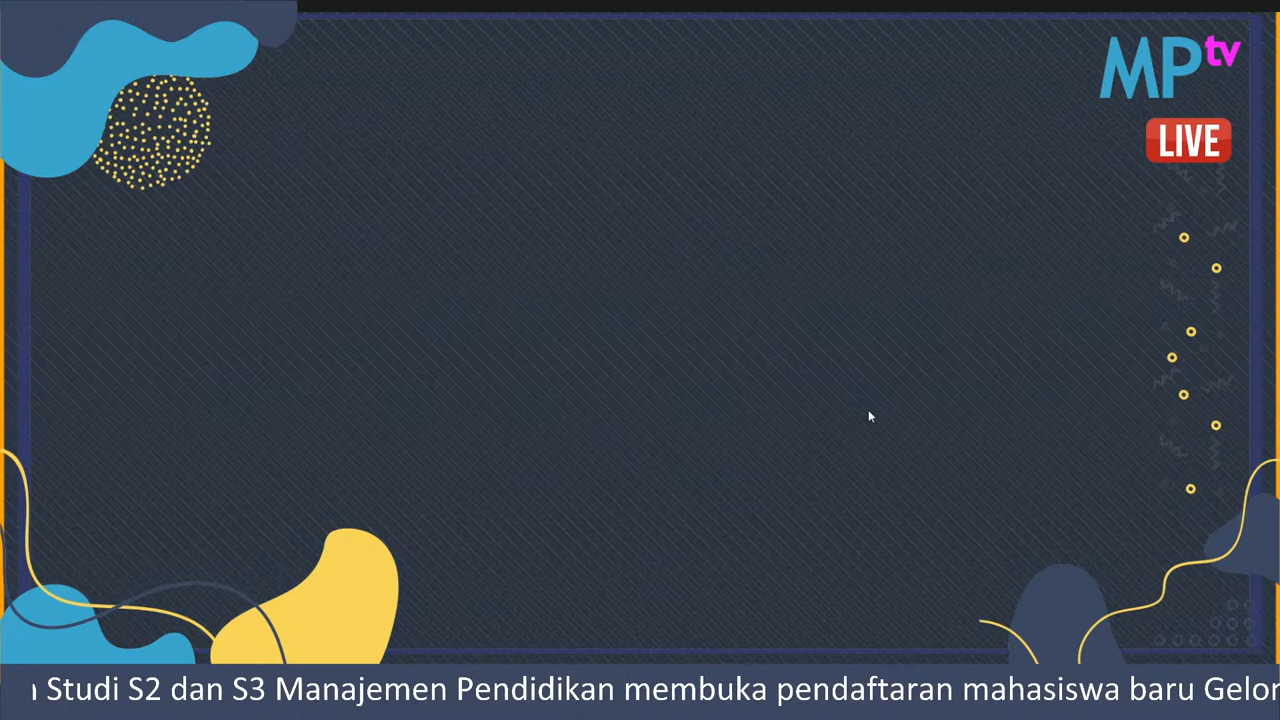 MPtv
LIVE
Studi S2 dan S3 Manajemen Pendidikan membuka pendaftaran mahasiswa baru